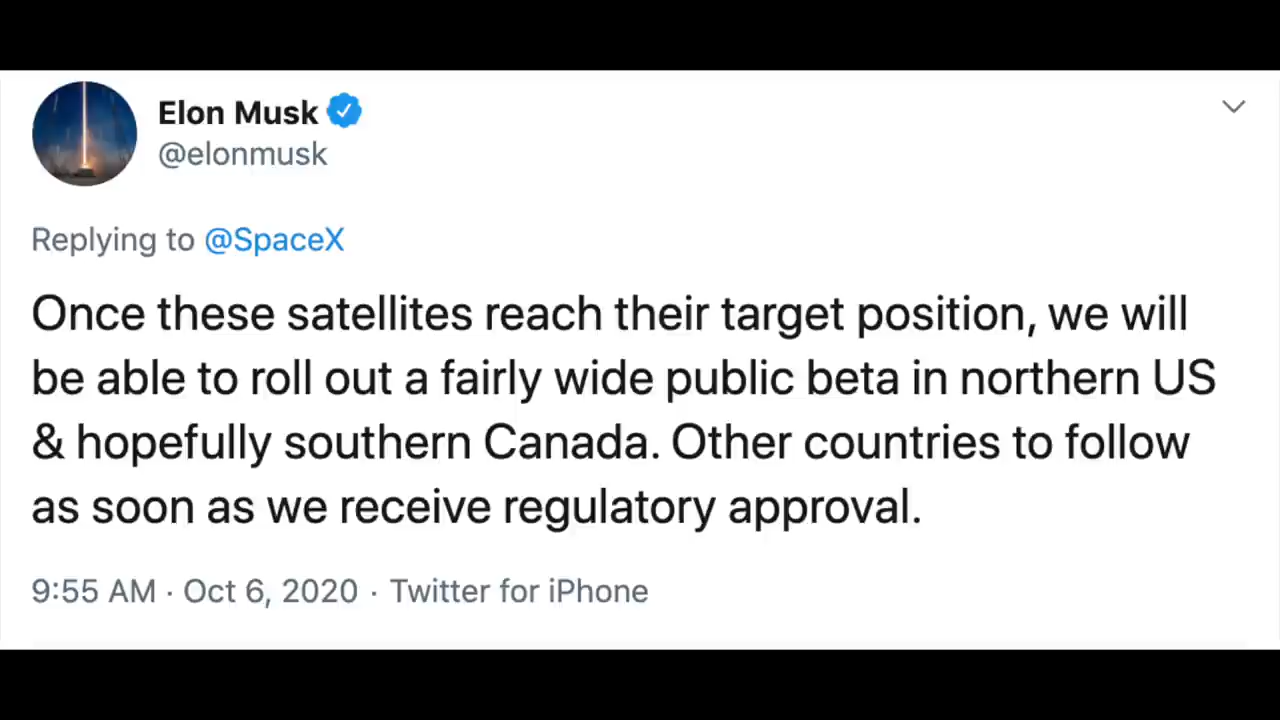 Elon Musk
@elonmusk
Replying to @SpaceX
Once these satellites reach their target position, we will
be able to roll out a fairly wide public beta in northern US
& hopefully southern Canada. Other countries to follow
as soon as we receive regulatory approval.
9:55 AM · Oct 6, 2020 · Twitter for iPhone